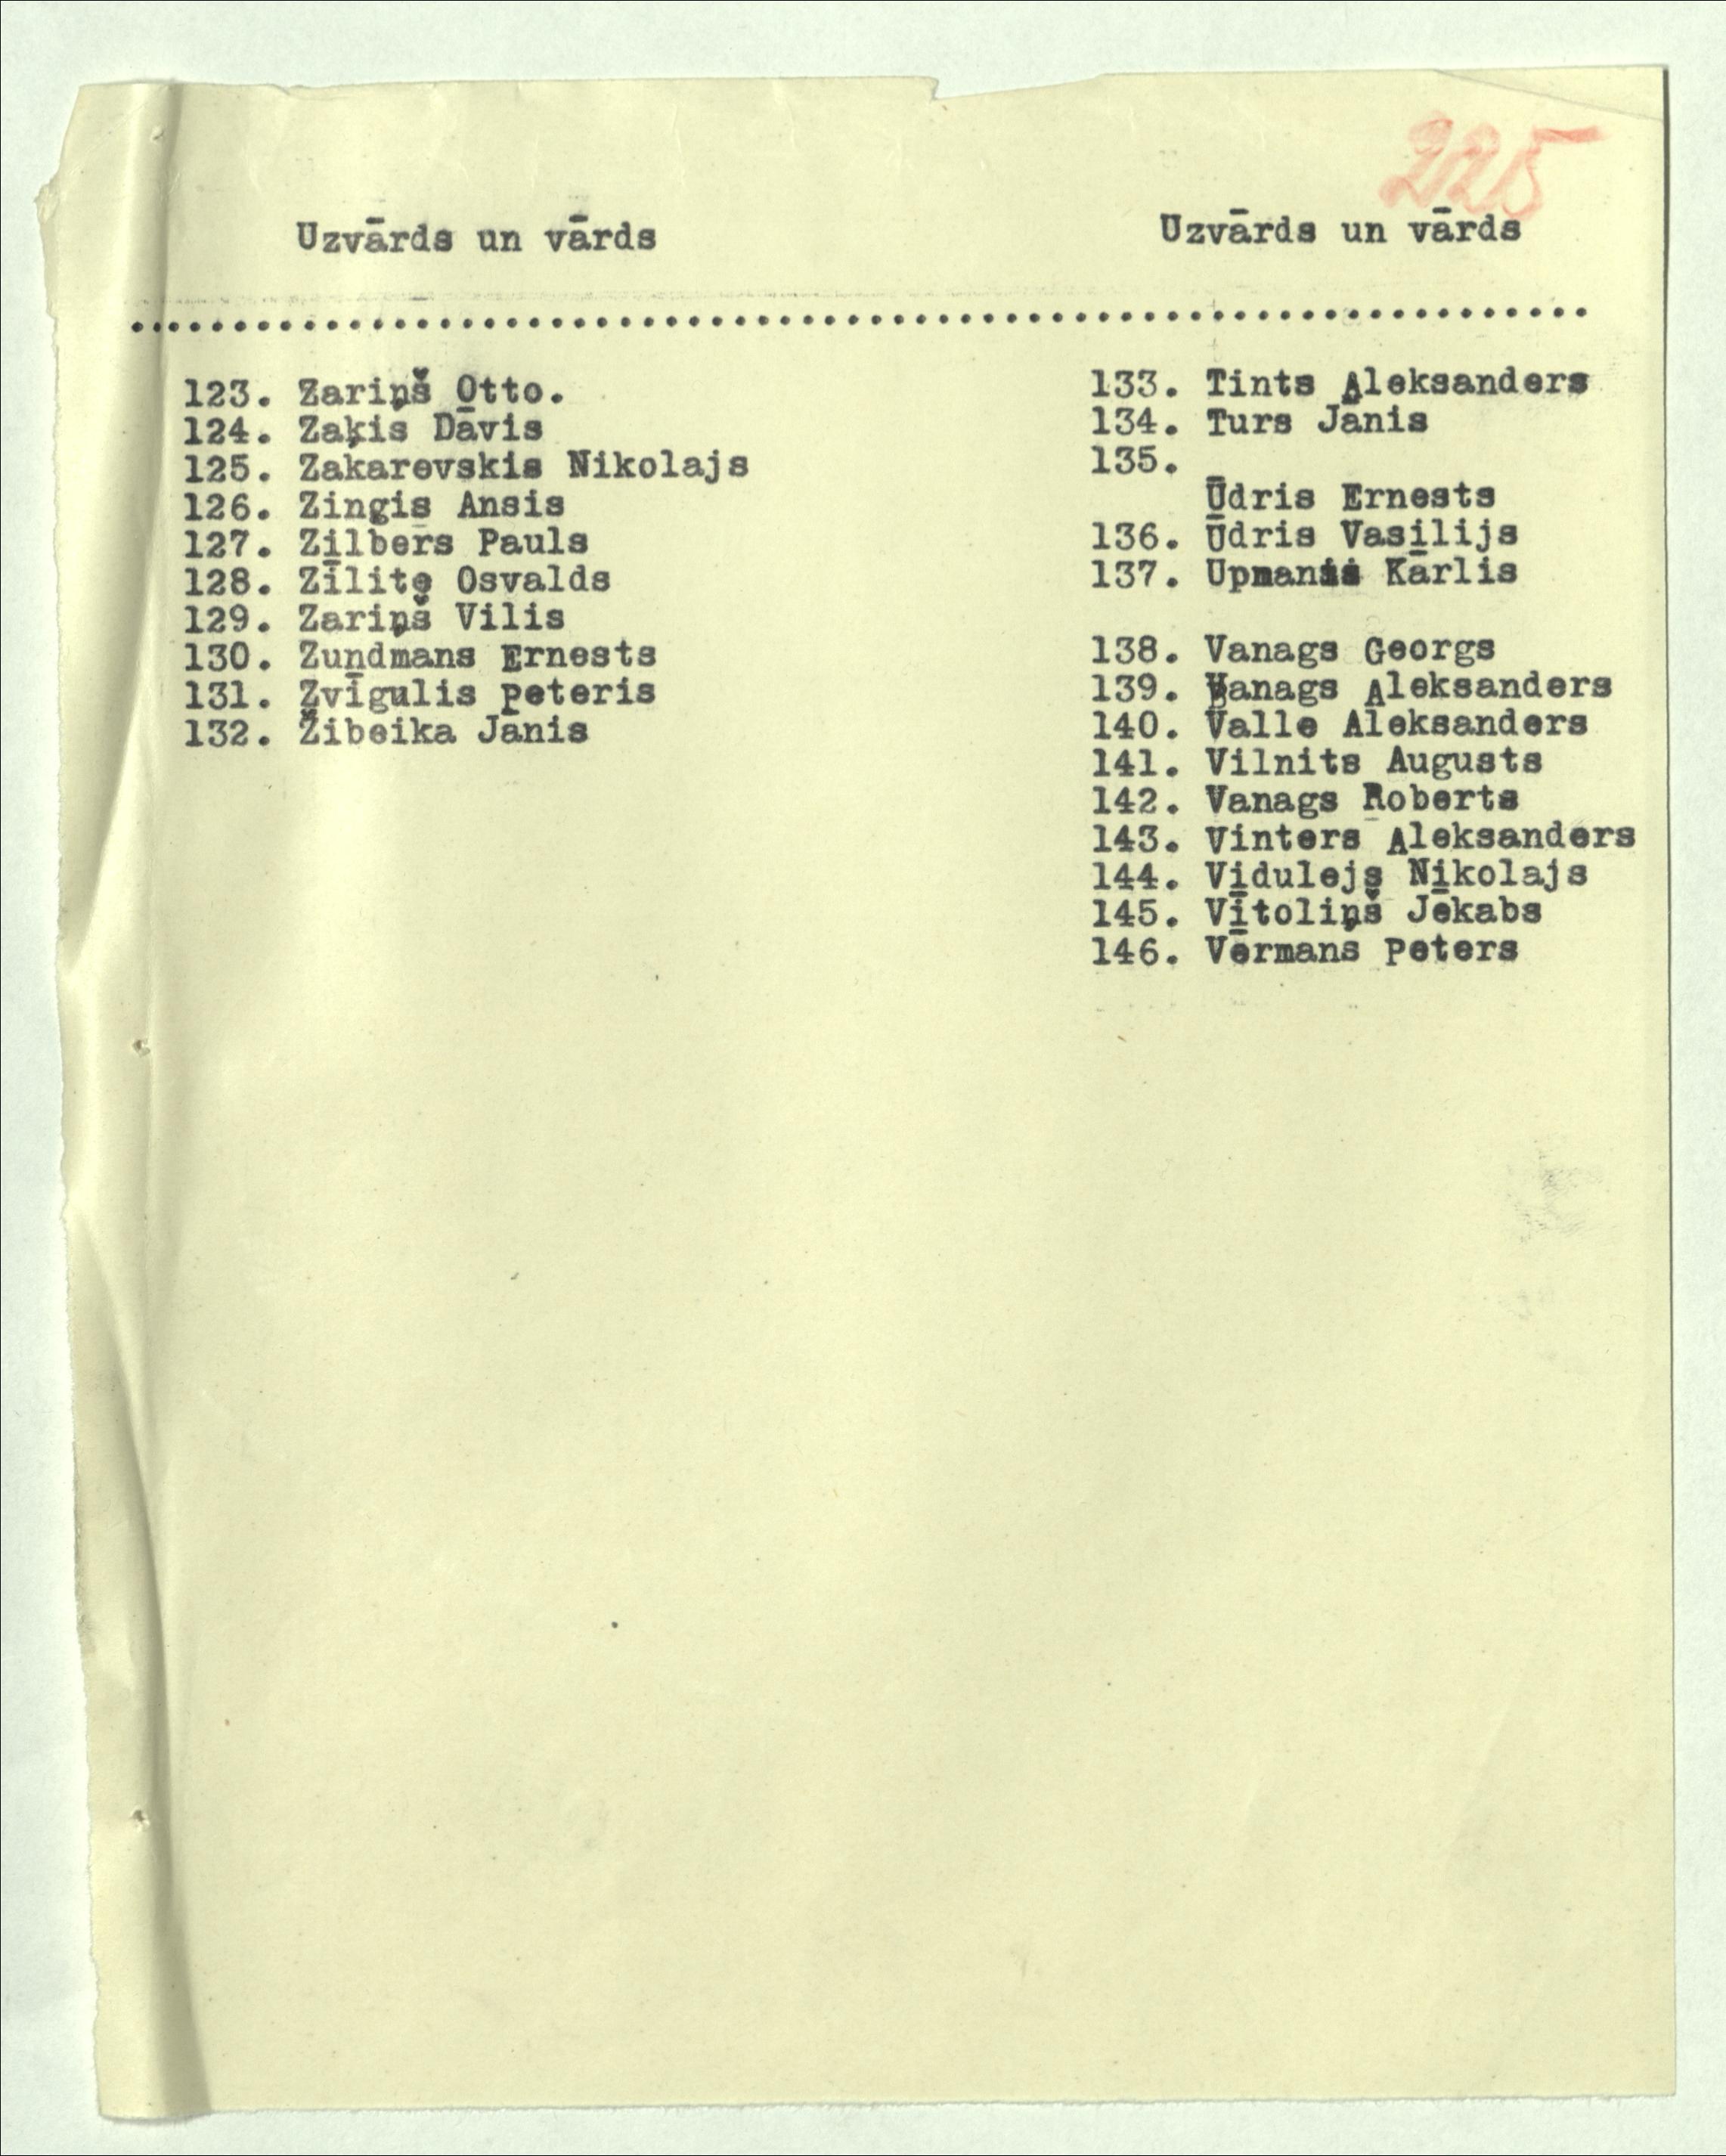 225
Uzvārds un vārds
123. Zariņš Otto.
124. Zaķis Dāvis
125. Zakarevskis Nikolajs
126. Zingis Ansis
127. Zilbers Pauls
128. Zīlite Osvalds
129. Zariņš Vilis
130. Zundmans Ernests
131. Zvīgulis Peteris
132. Žibeika Janis
Uzvārds un vārds
133. Tints Aleksanders
134. Turs Jānis
135.
Ūdris Ernests
136. Ūdris Vasilijs
137. Upmanis Kārlis
138. Vanags Georgs
139. Vanags Aleksanders
140. Valle Aleksanders
141. Vilnits Augusts
142. Vanags Roberts
143. Vinters Aleksanders
144. Vidulejs Nikolajs
145. Vītoliņš Jēkabs
146. Vērmans Peters